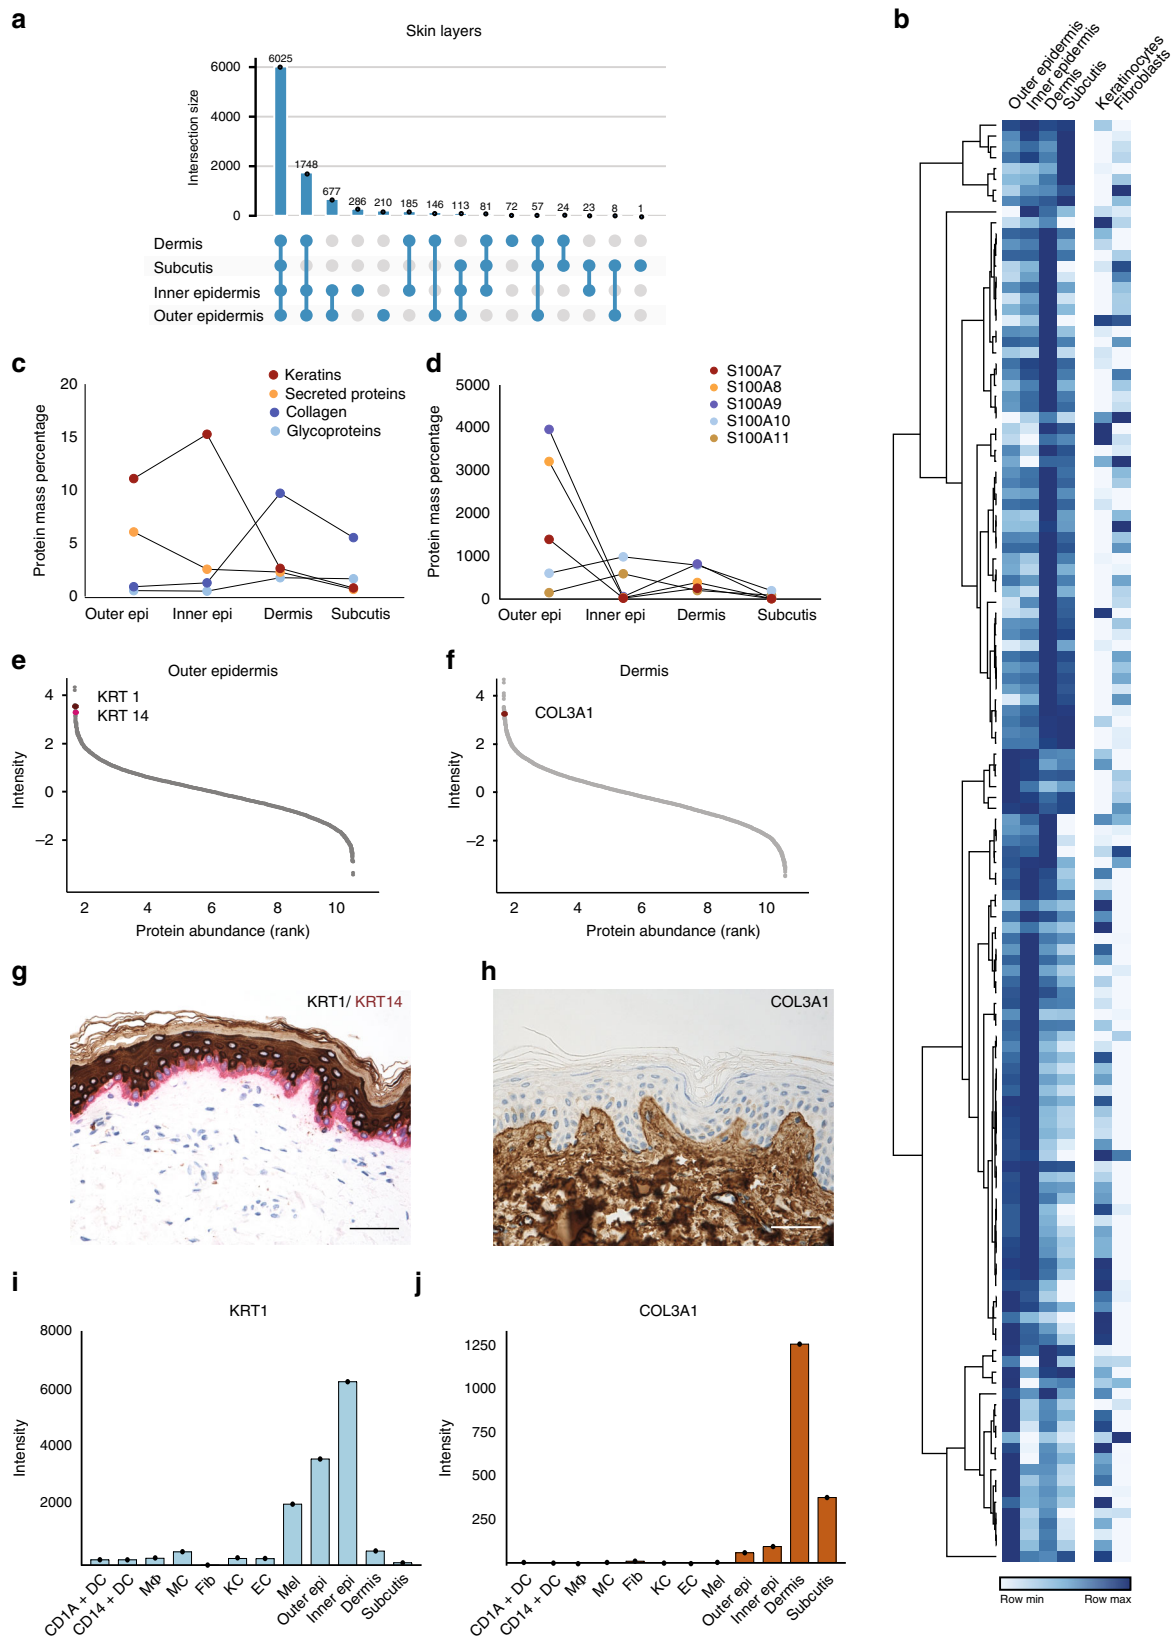 a
Skin layers
Intersection size
6000
4000
2000
0
6025
1748
677
286
210
185
146
113
81
72
57
24
23
8
1
Dermis
Subcutis
Inner epidermis
Outer epidermis
b
Outer epidermis
Inner epidermis
Dermis
Subcutis
Keratinocytes
Fibroblasts
Row min
Row max
c
Protein mass percentage
20
15
10
5
0
Keratins
Secreted proteins
Collagen
Glycoproteins
Outer epi
Inner epi
Dermis
Subcutis
d
Protein mass percentage
5000
4000
3000
2000
1000
0
S100A7
S100A8
S100A9
S100A10
S100A11
Outer epi
Inner epi
Dermis
Subcutis
e
Outer epidermis
Intensity
4
2
0
−2
KRT 1
KRT 14
2
4
6
8
10
Protein abundance (rank)
f
Dermis
Intensity
4
2
0
−2
COL3A1
2
4
6
8
10
Protein abundance (rank)
g
KRT1/ KRT14
h
COL3A1
i
KRT1
Intensity
8000
6000
4000
2000
CD1A + DC
CD14 + DC
MΦ
MC
Fib
KC
EC
Mel
Outer epi
Inner epi
Dermis
Subcutis
j
COL3A1
Intensity
1250
1000
750
500
250
CD1A + DC
CD14 + DC
MΦ
MC
Fib
KC
EC
Mel
Outer epi
Inner epi
Dermis
Subcutis